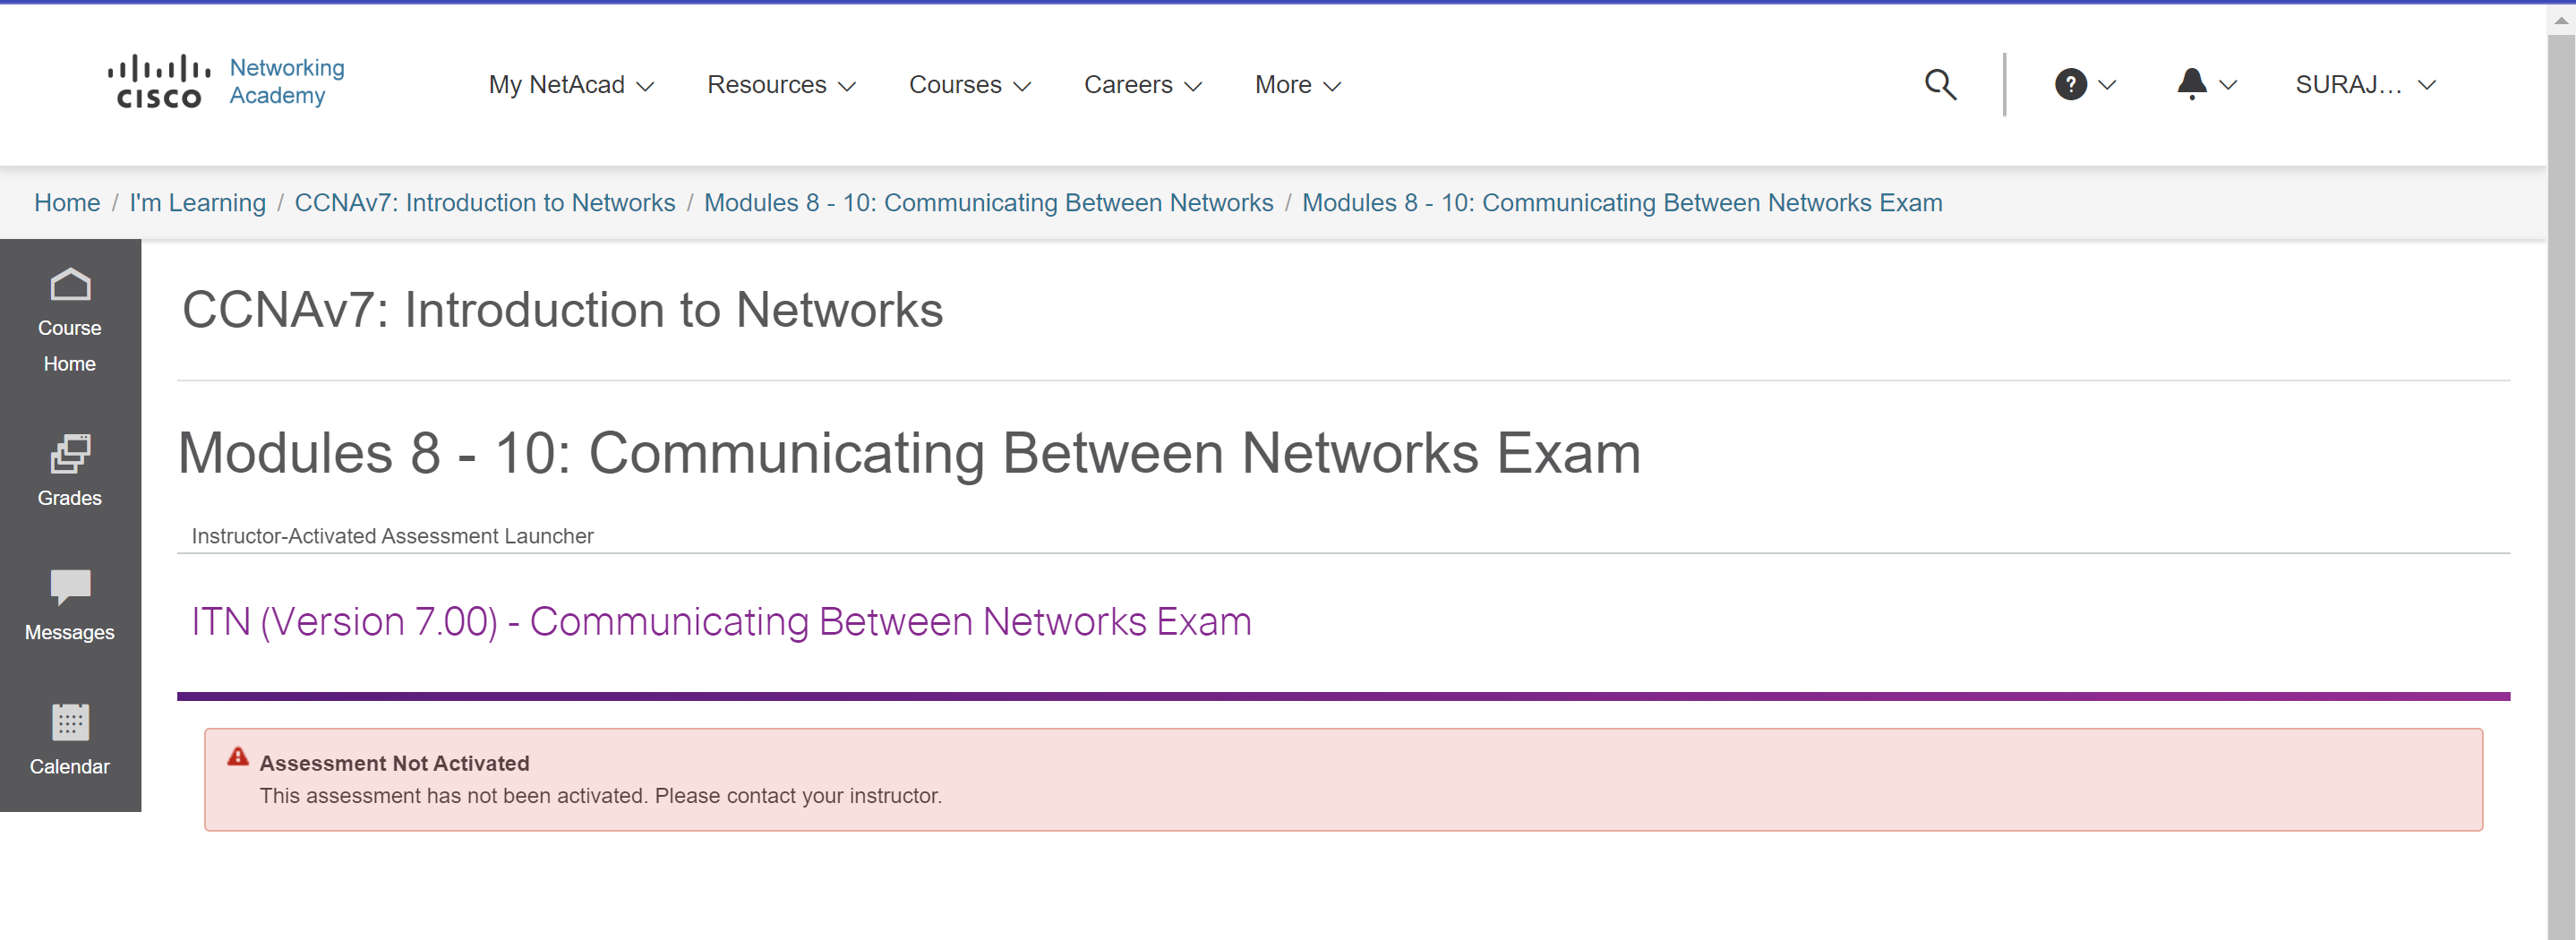 CISCO
Networking
Academy
My NetAcad
Resources
Courses
Careers
More
?
SURAJ...
Home / I'm Learning / CCNAv7: Introduction to Networks / Modules 8 - 10: Communicating Between Networks / Modules 8 - 10: Communicating Between Networks Exam
Course
Home
Grades
Messages
Calendar
CCNAv7: Introduction to Networks
Modules 8 - 10: Communicating Between Networks Exam
Instructor-Activated Assessment Launcher
ITN (Version 7.00) - Communicating Between Networks Exam
Assessment Not Activated
This assessment has not been activated. Please contact your instructor.